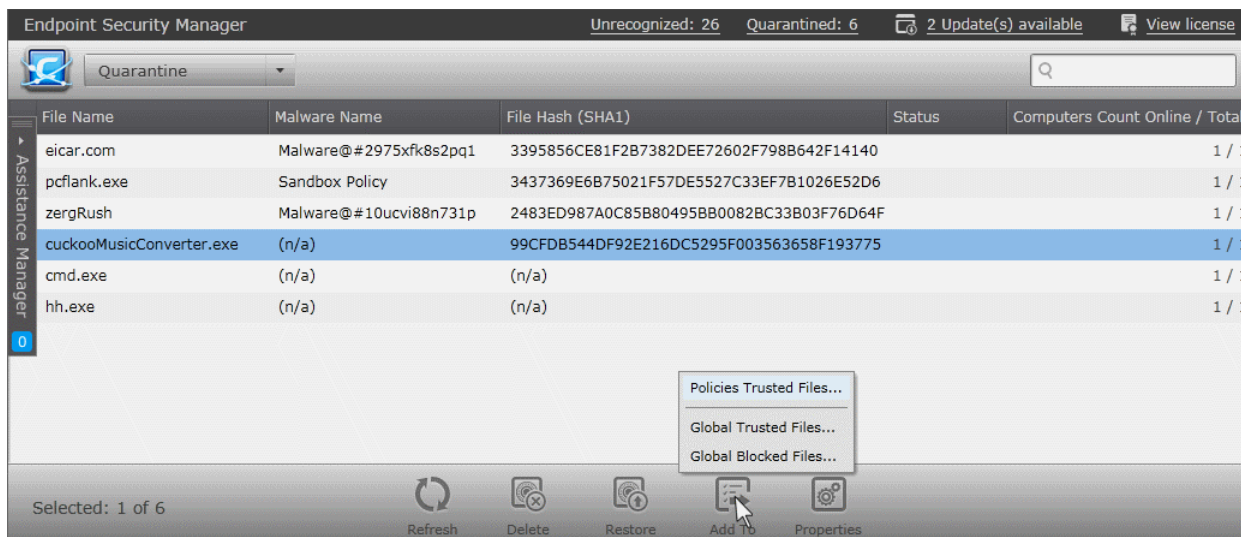 Endpoint Security Manager Unrecognized: 26 Quarantined: 6 2 Update(s) available View license
Quarantine
File Name Malware Name File Hash (SHA1) Status Computers Count Online / Total
eicar.com Malware@#2975xfk8s2pq1 3395856CE81F2B7382DEE72602F798B642F14140 1 /
pcflank.exe Sandbox Policy 3437369E6B75021F57DE5527C33EF7B1026E52D6 1 /
zergRush Malware@#10ucvi88n731p 2483ED987A0C85B80495BB0082BC33B03F76D64F 1 /
cuckooMusicConverter.exe (n/a) 99CFDB544DF92E216DC5295F003563658F193775 1 /
cmd.exe (n/a) (n/a) 1 /
hh.exe (n/a) (n/a) 1 /
Assistance Manager
0
Policies Trusted Files...
Global Trusted Files...
Global Blocked Files...
Selected: 1 of 6
Refresh Delete Restore Add To Properties